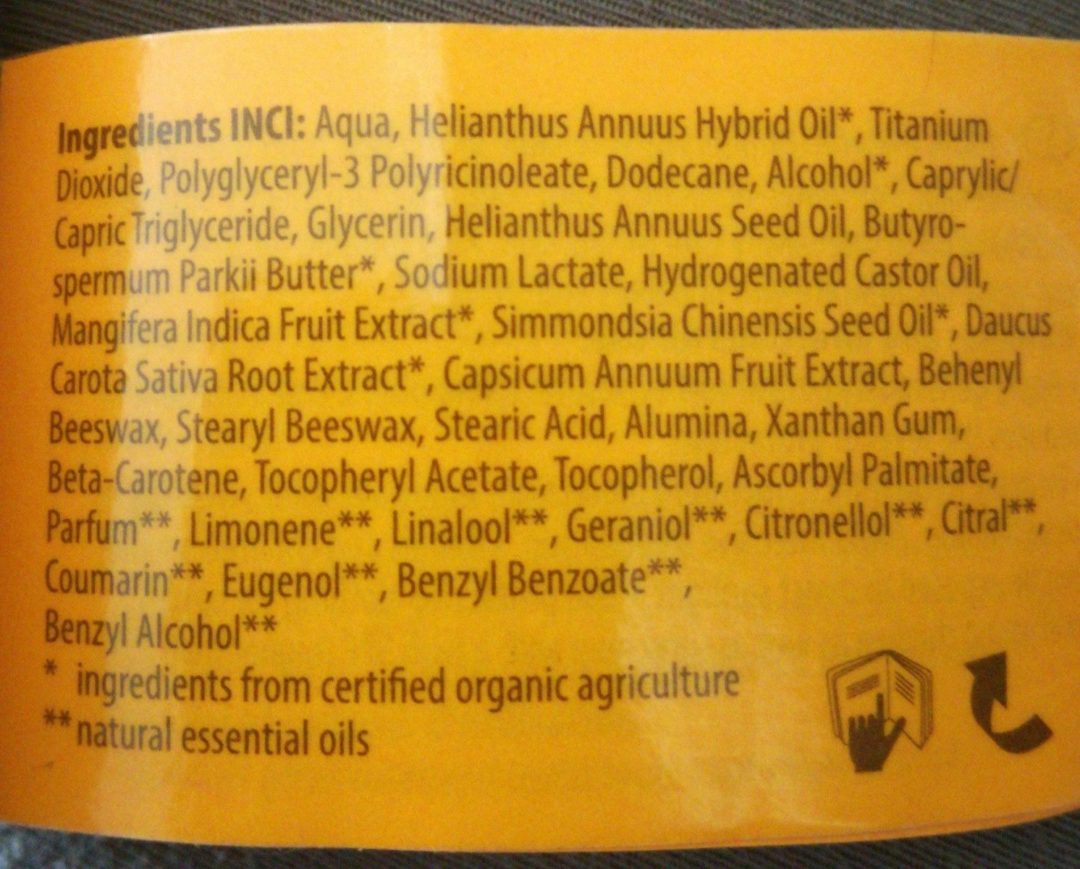 Ingredients INCI: Aqua, Helianthus Annuus Hybrid Oil*, Titanium
Dioxide, Polyglyceryl-3 Polyricinoleate, Dodecane, Alcohol*, Caprylic/
Capric Triglyceride, Glycerin, Helianthus Annuus Seed Oil, Butyro-
spermum Parkii Butter*, Sodium Lactate, Hydrogenated Castor Oil,
Mangifera Indica Fruit Extract*, Simmondsia Chinensis Seed Oil*, Daucus
Carota Sativa Root Extract*, Capsicum Annuum Fruit Extract, Behenyl
Beeswax, Stearyl Beeswax, Stearic Acid, Alumina, Xanthan Gum,
Beta-Carotene, Tocopheryl Acetate, Tocopherol, Ascorbyl Palmitate,
Parfum**, Limonene**, Linalool**, Geraniol**, Citronellol**, Citral**,
Coumarin**, Eugenol**, Benzyl Benzoate**,
Benzyl Alcohol**
* ingredients from certified organic agriculture
** natural essential oils